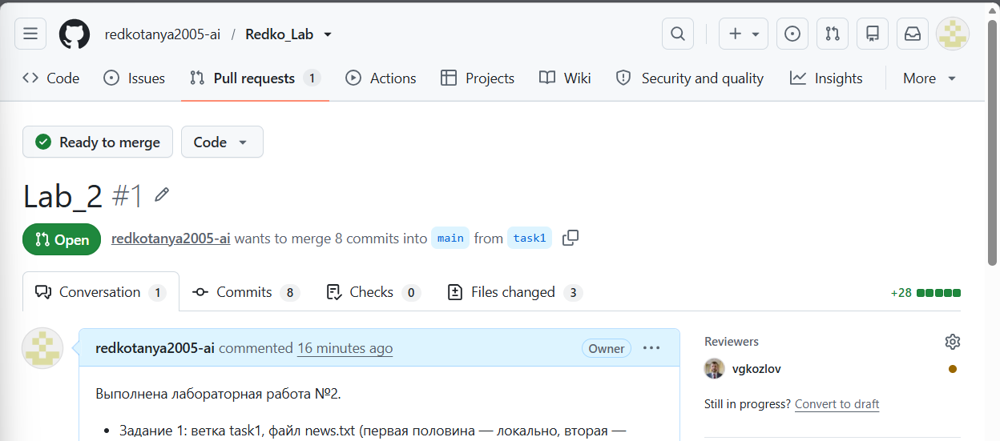 redkotanya2005-ai / Redko_Lab
Code Issues Pull requests 1 Actions Projects Wiki Security and quality Insights More
Ready to merge Code
Lab_2 #1
Open redkotanya2005-ai wants to merge 8 commits into main from task1
Conversation 1 Commits 8 Checks 0 Files changed 3 +28
redkotanya2005-ai commented 16 minutes ago Owner
Reviewers
vgkozlov
Выполнена лабораторная работа №2.
Still in progress? Convert to draft
• Задание 1: ветка task1, файл news.txt (первая половина — локально, вторая —